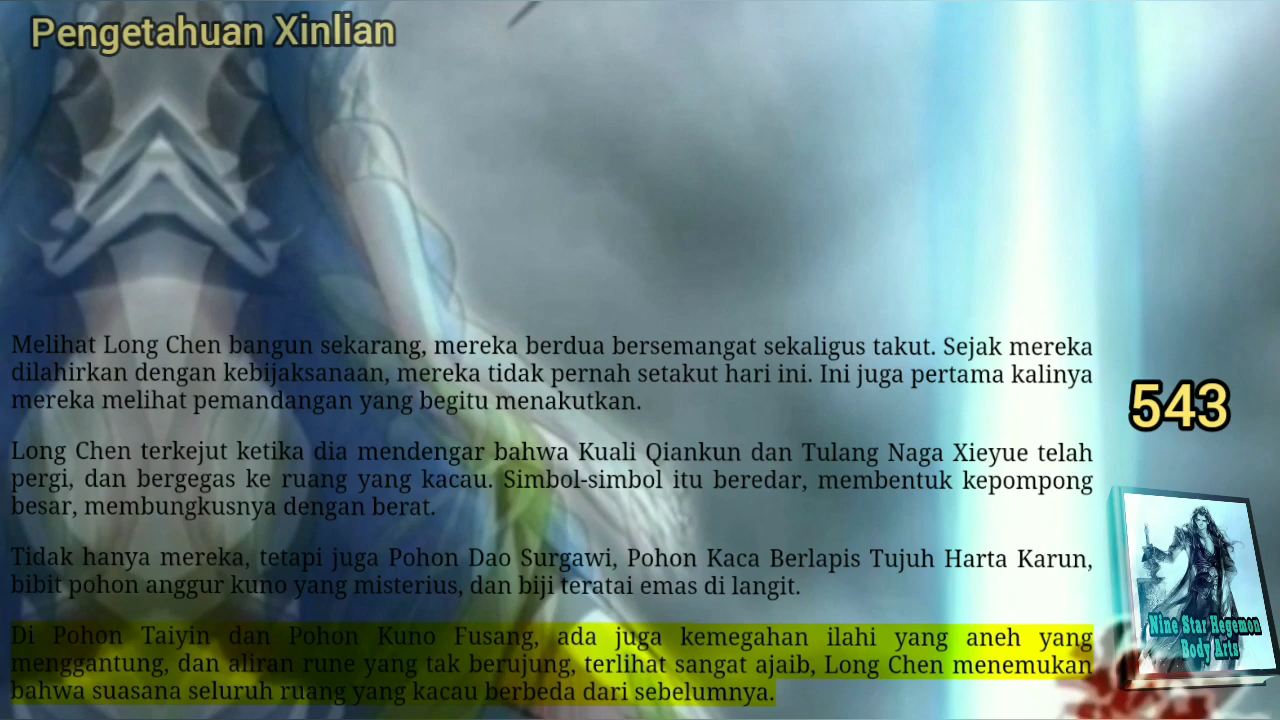 Pengetahuan Xinlian
Melihat Long Chen bangun sekarang, mereka berdua bersemangat sekaligus takut. Sejak mereka
dilahirkan dengan kebijaksanaan, mereka tidak pernah setakut hari ini. Ini juga pertama kalinya
mereka melihat pemandangan yang begitu menakutkan.
Long Chen terkejut ketika dia mendengar bahwa Kuali Qiankun dan Tulang Naga Xieyue telah
pergi, dan bergegas ke ruang yang kacau. Simbol-simbol itu beredar, membentuk kepompong
besar, membungkusnya dengan berat.
Tidak hanya mereka, tetapi juga Pohon Dao Surgawi, Pohon Kaca Berlapis Tujuh Harta Karun,
bibit pohon anggur kuno yang misterius, dan biji teratai emas di langit.
Di Pohon Taiyin dan Pohon Kuno Fusang, ada juga kemegahan ilahi yang aneh yang
menggantung, dan aliran rune yang tak berujung, terlihat sangat ajaib, Long Chen menemukan
bahwa suasana seluruh ruang yang kacau berbeda dari sebelumnya.
543
Nine Star Hegemon
Body Arts